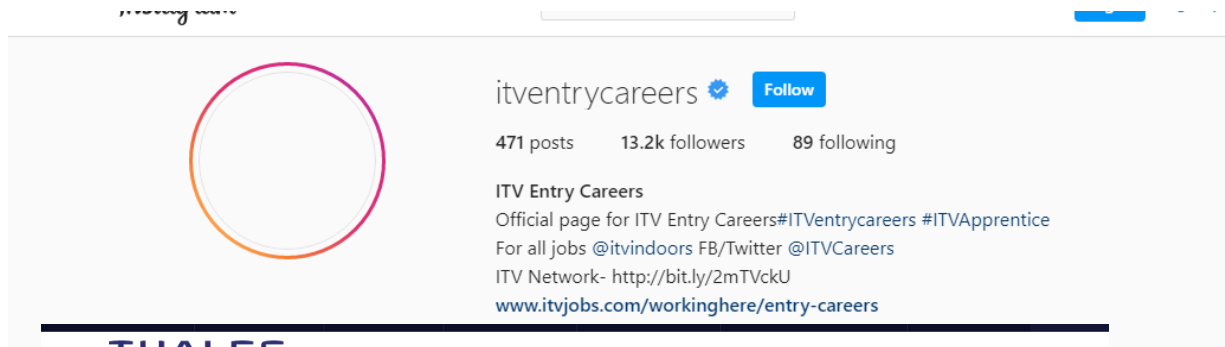 itventrycareers Follow
471 posts 13.2k followers 89 following
ITV Entry Careers
Official page for ITV Entry Careers#ITVentrycareers #ITVApprentice
For all jobs @itvindoors FB/Twitter @ITVCareers
ITV Network- http://bit.ly/2mTVckU
www.itvjobs.com/workinghere/entry-careers
THALES